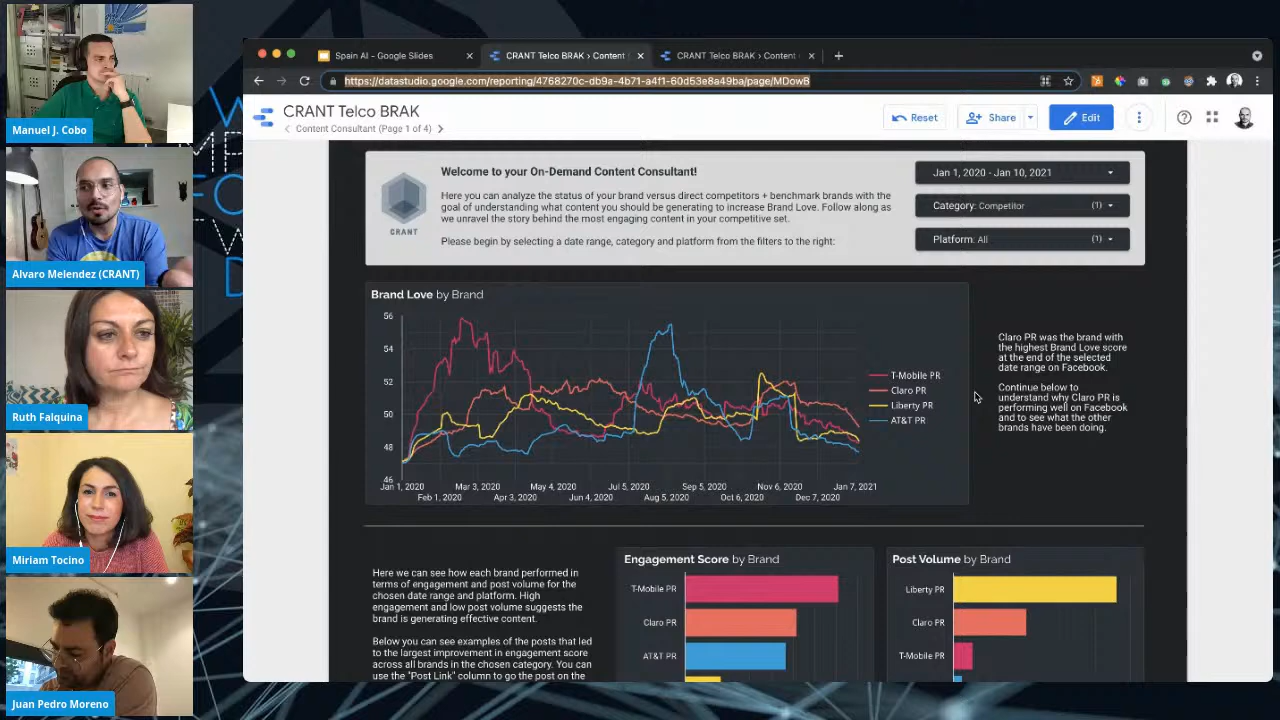 Manuel J. Cobo
Alvaro Melendez (CRANT)
Ruth Falquina
Miriam Tocino
Juan Pedro Moreno
Spain AI - Google Slides
CRANT Telco BRAK › Content
CRANT Telco BRAK › Content
https://datastudio.google.com/reporting/4768270c-db9a-4b71-a4f1-60d53e8a49ba/page/MDowB
CRANT Telco BRAK
Content Consultant (Page 1 of 4)
Reset
Share
Edit
CRANT
Welcome to your On-Demand Content Consultant!
Here you can analyze the status of your brand versus direct competitors + benchmark brands with the
goal of understanding what content you should be generating to increase Brand Love. Follow along as
we unravel the story behind the most engaging content in your competitive set.
Please begin by selecting a date range, category and platform from the filters to the right:
Jan 1, 2020 - Jan 10, 2021
Category: Competitor (1)
Platform: All (1)
Brand Love by Brand
56
54
52
50
48
46
Jan 1, 2020 Mar 3, 2020 May 4, 2020 Jul 5, 2020 Sep 5, 2020 Nov 6, 2020 Jan 7, 2021
Feb 1, 2020 Apr 3, 2020 Jun 4, 2020 Aug 5, 2020 Oct 6, 2020 Dec 7, 2020
T-Mobile PR
Claro PR
Liberty PR
AT&T PR
Claro PR was the brand with
the highest Brand Love score
at the end of the selected
date range on Facebook.
Continue below to
understand why Claro PR is
performing well on Facebook
and to see what the other
brands have been doing.
Here we can see how each brand performed in
terms of engagement and post volume for the
chosen date range and platform. High
engagement and low post volume suggests the
brand is generating effective content.
Below you can see examples of the posts that led
to the largest improvement in engagement score
across all brands in the chosen category. You can
use the "Post Link" column to go the post on the
Engagement Score by Brand
T-Mobile PR
Claro PR
AT&T PR
Post Volume by Brand
Liberty PR
Claro PR
T-Mobile PR